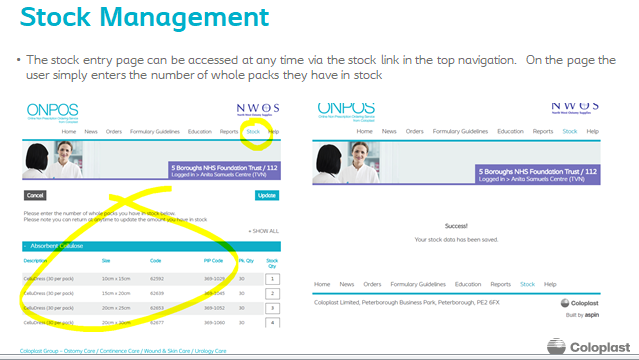 Stock Management
• The stock entry page can be accessed at any time via the stock link in the top navigation. On the page the
user simply enters the number of whole packs they have in stock
ONPOS
NWOS
Home News Orders Formulary Guidelines Education Reports Stock Help
5 Boroughs NHS Foundation Trust / 112
Logged in > Anita Samuels Centre (TVN)
Cancel
Update
Please enter the number of whole packs you have in stock below.
Please note you can return at any time to update the amount you have in stock
+ SHOW ALL
- Absorbent Cellulose
Description Size Code PIP Code Pk. Qty. Stock Qty.
CelluDress (30 per pack) 10cm x 15cm 62592 369-1029 30 1
CelluDress (30 per pack) 15cm x 20cm 62639 369-1045 30 2
CelluDress (30 per pack) 20cm x 25cm 62653 369-1052 30 3
CelluDress (30 per pack) 20cm x 30cm 62677 369-1060 30 4
ONPOS
NWOS
Home News Orders Formulary Guidelines Education Reports Stock Help
5 Boroughs NHS Foundation Trust / 112
Logged in > Anita Samuels Centre (TVN)
Success!
Your stock data has been saved.
Home News Orders Formulary Guidelines Education Reports Stock Help
Coloplast Limited, Peterborough Business Park, Peterborough, PE2 6FX
Coloplast
Built by aspin
Coloplast Group - Ostomy Care / Continence Care / Wound & Skin Care / Urology Care
Coloplast